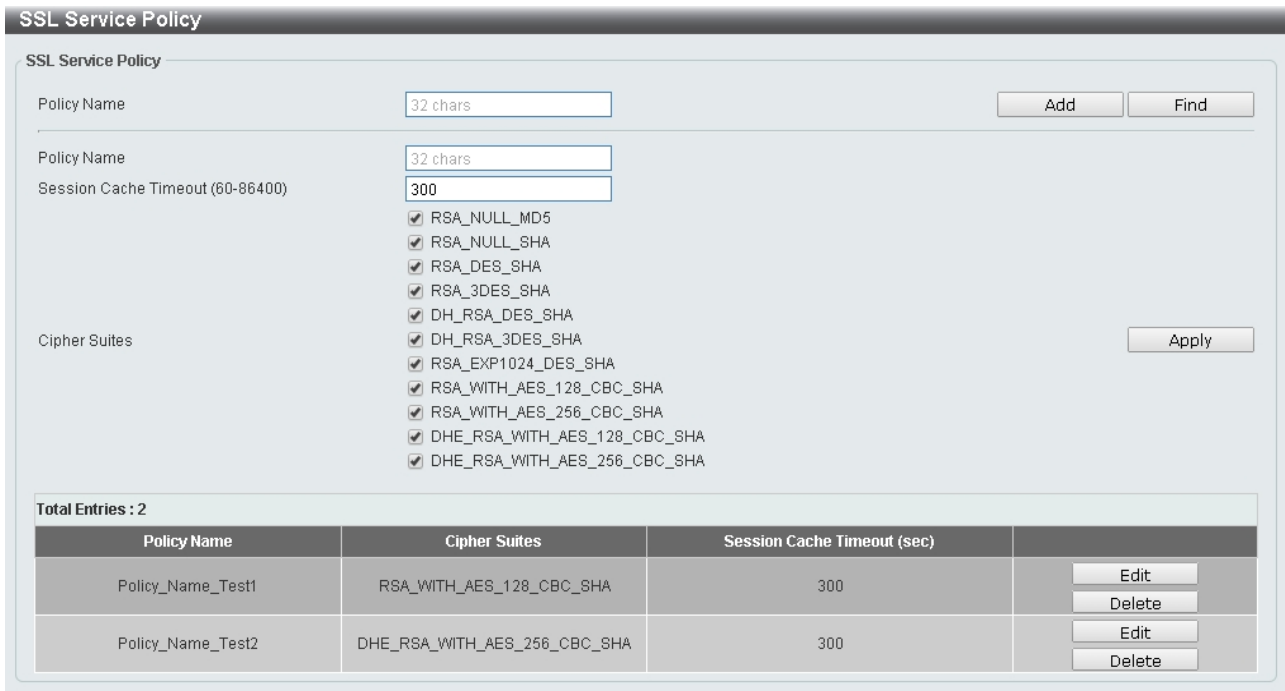 SSL Service Policy
SSL Service Policy
Policy Name 32 chars Add Find
Policy Name 32 chars
Session Cache Timeout (60-86400) 300
RSA_NULL_MD5
RSA_NULL_SHA
RSA_DES_SHA
RSA_3DES_SHA
DH_RSA_DES_SHA
Cipher Suites DH_RSA_3DES_SHA Apply
RSA_EXP1024_DES_SHA
RSA_WITH_AES_128_CBC_SHA
RSA_WITH_AES_256_CBC_SHA
DHE_RSA_WITH_AES_128_CBC_SHA
DHE_RSA_WITH_AES_256_CBC_SHA
Total Entries : 2
Policy Name Cipher Suites Session Cache Timeout (sec)
Policy_Name_Test1 RSA_WITH_AES_128_CBC_SHA 300 Edit
Delete
Policy_Name_Test2 DHE_RSA_WITH_AES_256_CBC_SHA 300 Edit
Delete